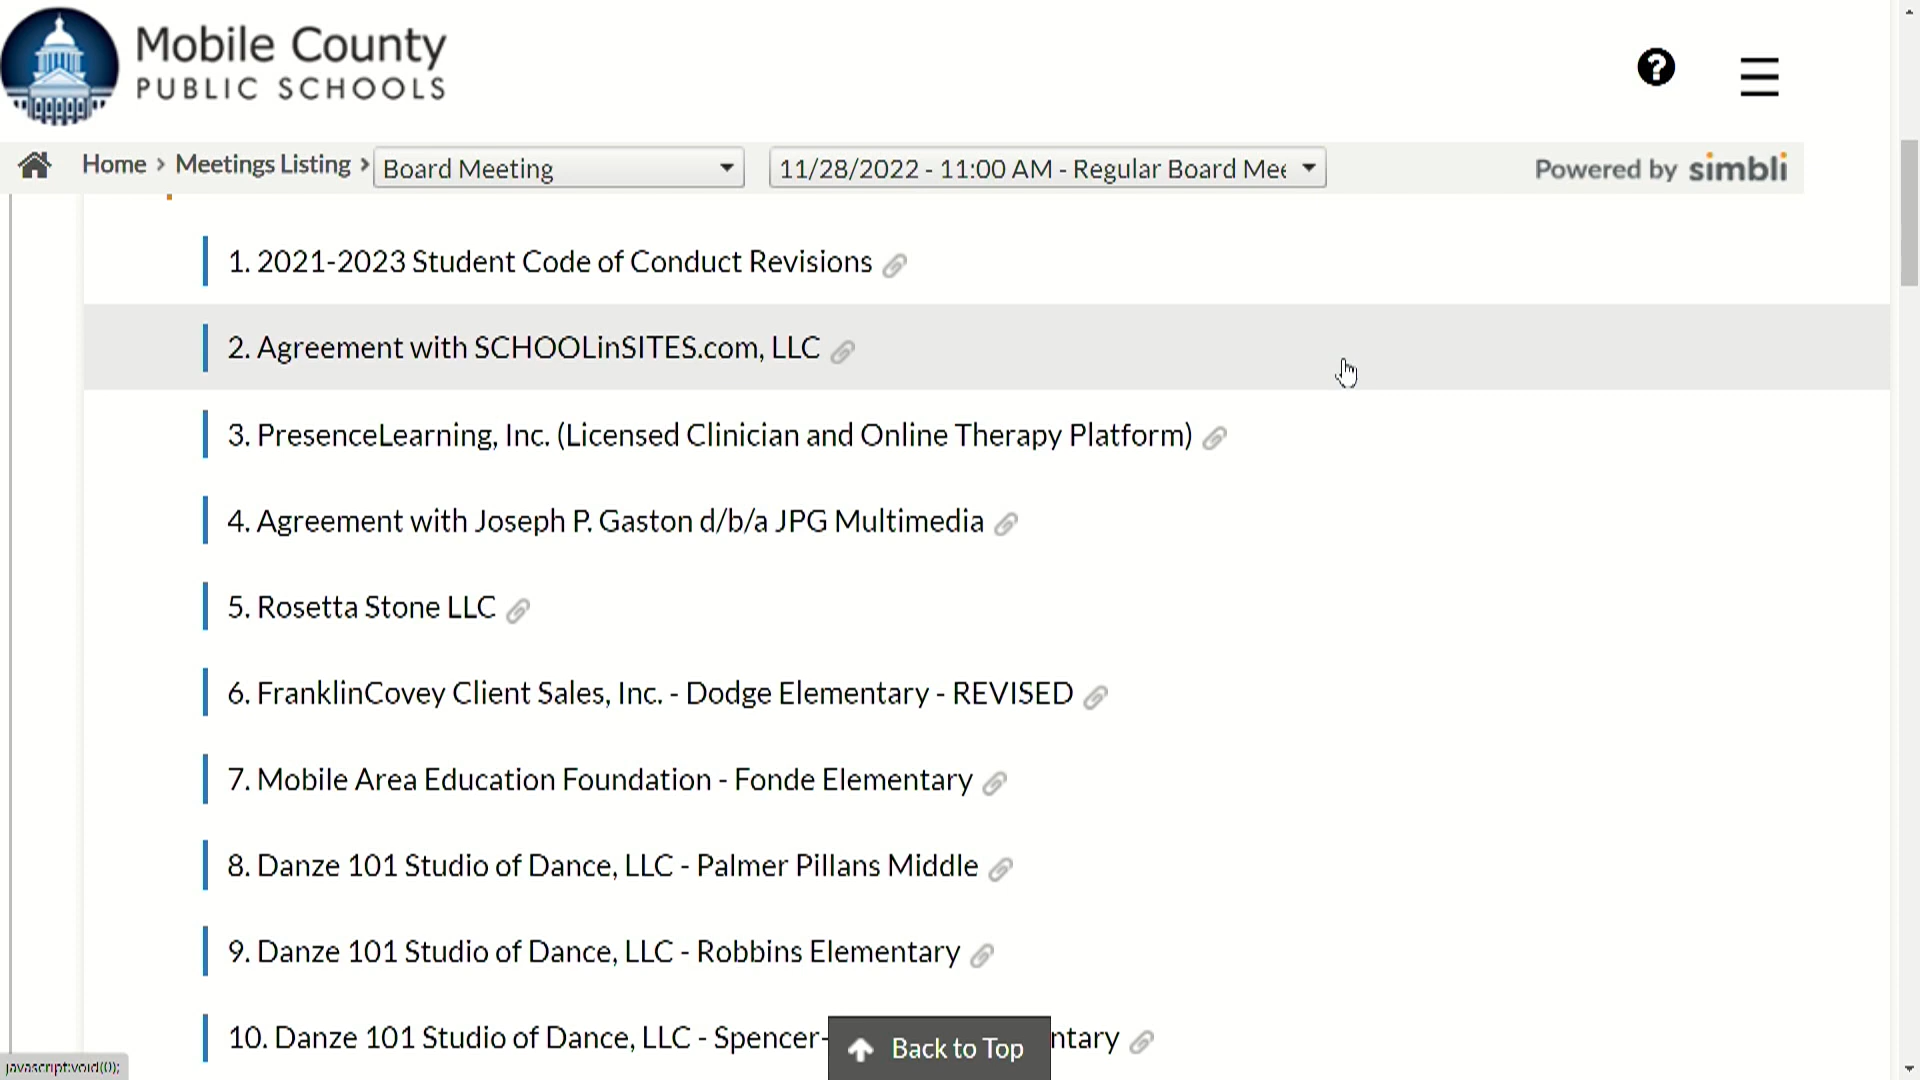 Mobile County
PUBLIC SCHOOLS
?
Home > Meetings Listing > Board Meeting 11/28/2022 - 11:00 AM - Regular Board Mee Powered by simbli
1. 2021-2023 Student Code of Conduct Revisions
2. Agreement with SCHOOLinSITES.com, LLC
3. PresenceLearning, Inc. (Licensed Clinician and Online Therapy Platform)
4. Agreement with Joseph P. Gaston d/b/a JPG Multimedia
5. Rosetta Stone LLC
6. FranklinCovey Client Sales, Inc. - Dodge Elementary - REVISED
7. Mobile Area Education Foundation - Fonde Elementary
8. Danze 101 Studio of Dance, LLC - Palmer Pillans Middle
9. Danze 101 Studio of Dance, LLC - Robbins Elementary
10. Danze 101 Studio of Dance, LLC - Spencer- ntary
Back to Top
javascript:void(0);